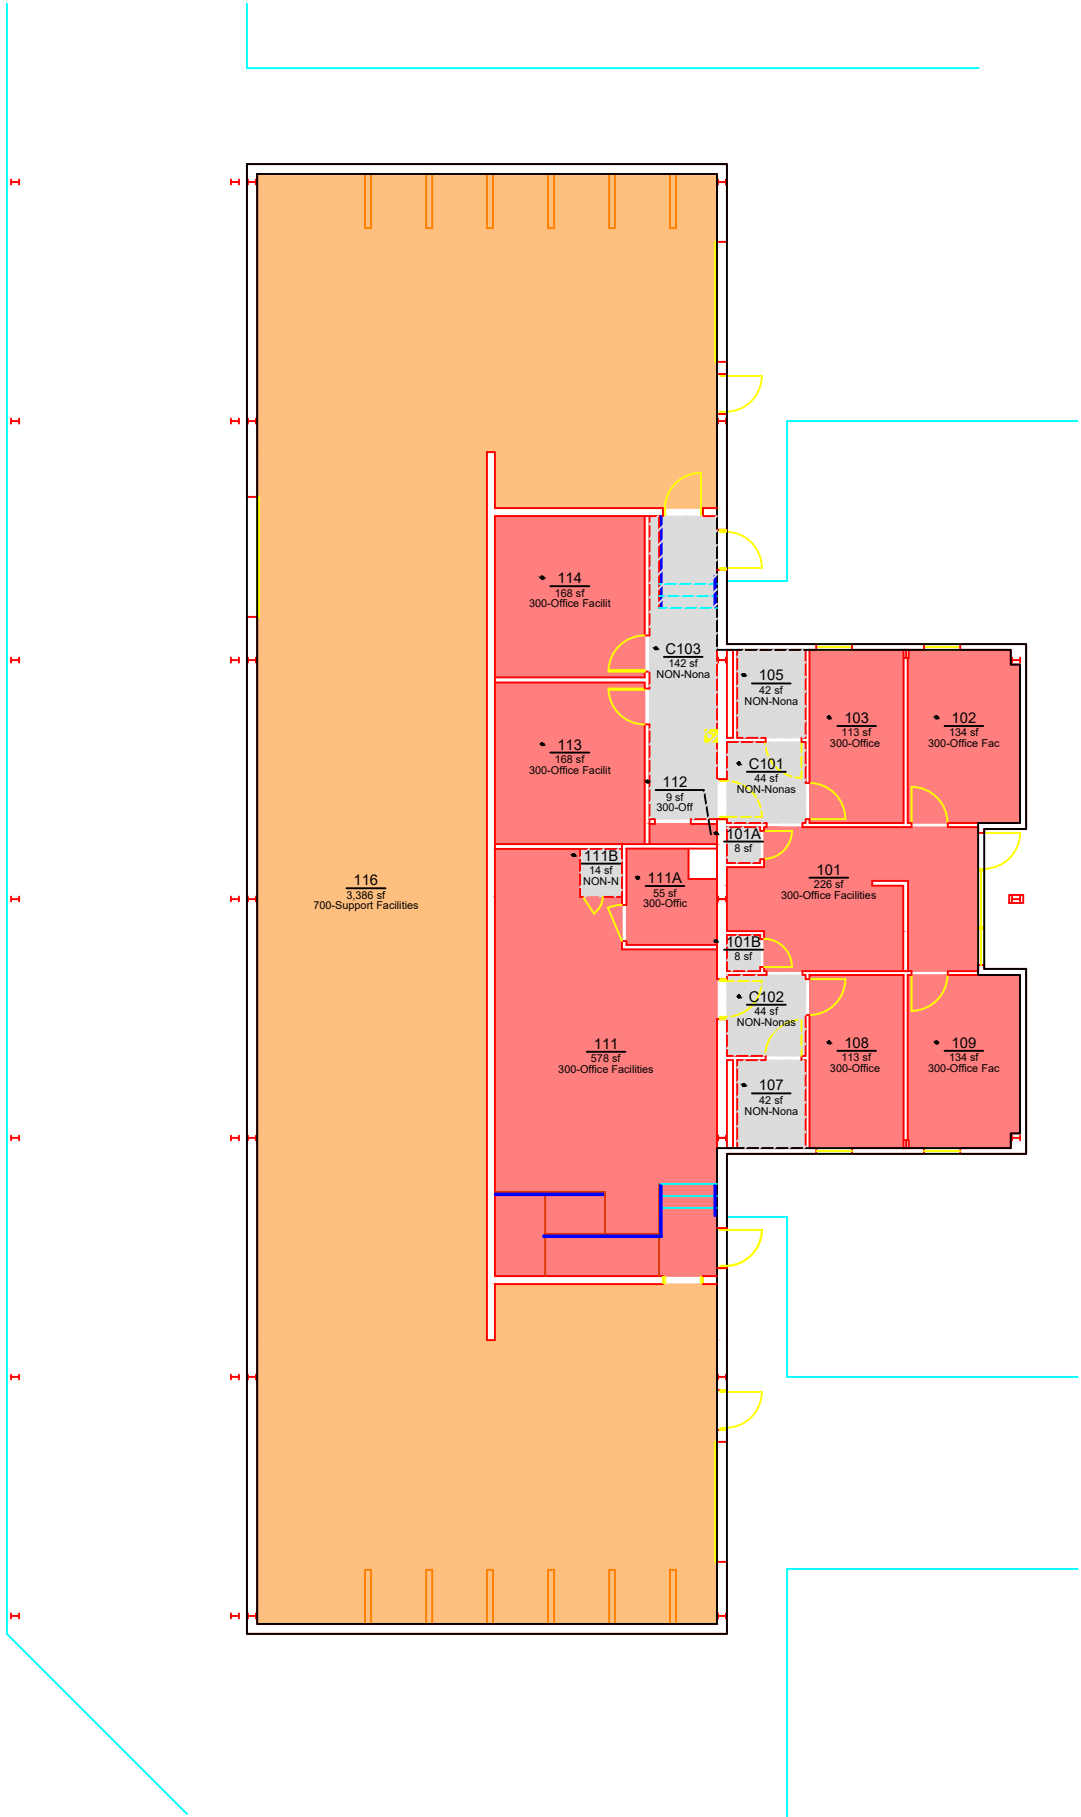 114
168 sf
300-Office Facilit
C103
142 sf
NON-Nona
105
42 sf
NON-Nona
103
113 sf
300-Office
102
134 sf
300-Office Fac
113
168 sf
300-Office Facilit
C101
44 sf
NON-Nonas
112
9 sf
300-Off
101A
8 sf
111B
14 sf
NON-N
111A
55 sf
300-Offic
101
226 sf
300-Office Facilities
116
3,386 sf
700-Support Facilities
101B
8 sf
C102
44 sf
NON-Nonas
111
578 sf
300-Office Facilities
108
113 sf
300-Office
109
134 sf
300-Office Fac
107
42 sf
NON-Nona